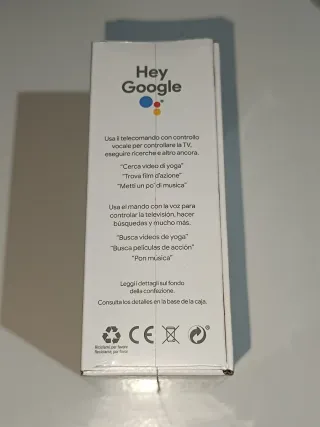 Hey
Google
Usa il telecomando con controllo
vocale per controllare la TV,
eseguire ricerche e altro ancora.
"Cerca video di yoga"
"Trova film d'azione"
"Metti un po' di musica"
Usa el mando con la voz para
controlar la televisión, hacer
búsquedas y mucho más.
"Busca videos de yoga"
"Busca películas de acción"
"Pon música"
Leggi i dettagli sul fondo
della confezione.
Consulta los detalles en la base de la caja.
CE